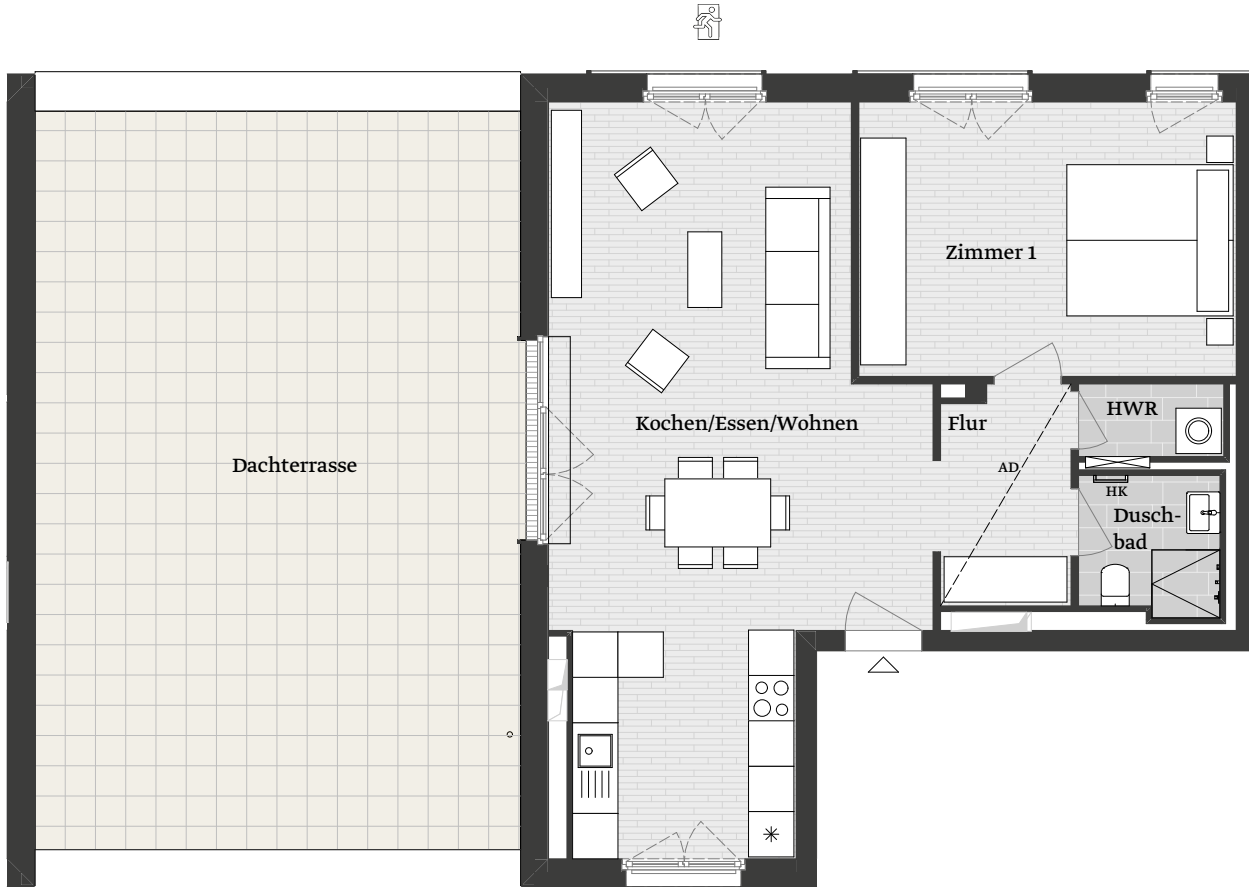 Zimmer 1
HWR
Kochen/Essen/Wohnen
Flur
Dachterrasse
AD
HK
Dusch-
bad